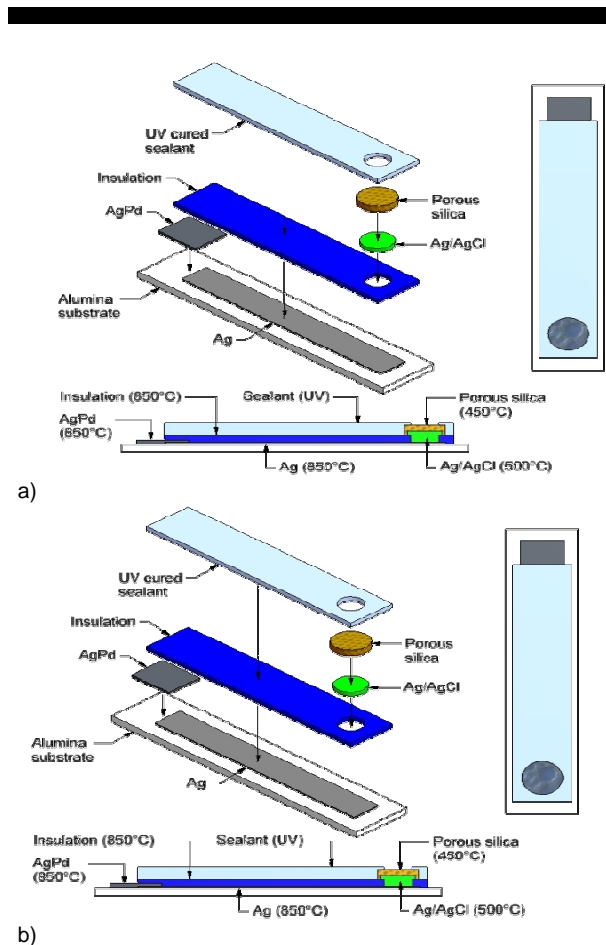 UV cured
sealant
Insulation
AgPd
Porous
silica
Ag/AgCl
Alumina
substrate
Ag
Insulation (850°C)
Sealant (UV)
Porous silica
(450°C)
AgPd
(850°C)
Ag (850°C)
Ag/AgCl (500°C)
a)
UV cured
sealant
Insulation
AgPd
Porous
silica
Ag/AgCl
Alumina
substrate
Ag
Insulation (850°C)
Sealant (UV)
Porous silica
(450°C)
AgPd
(850°C)
Ag (850°C)
Ag/AgCl (500°C)
b)